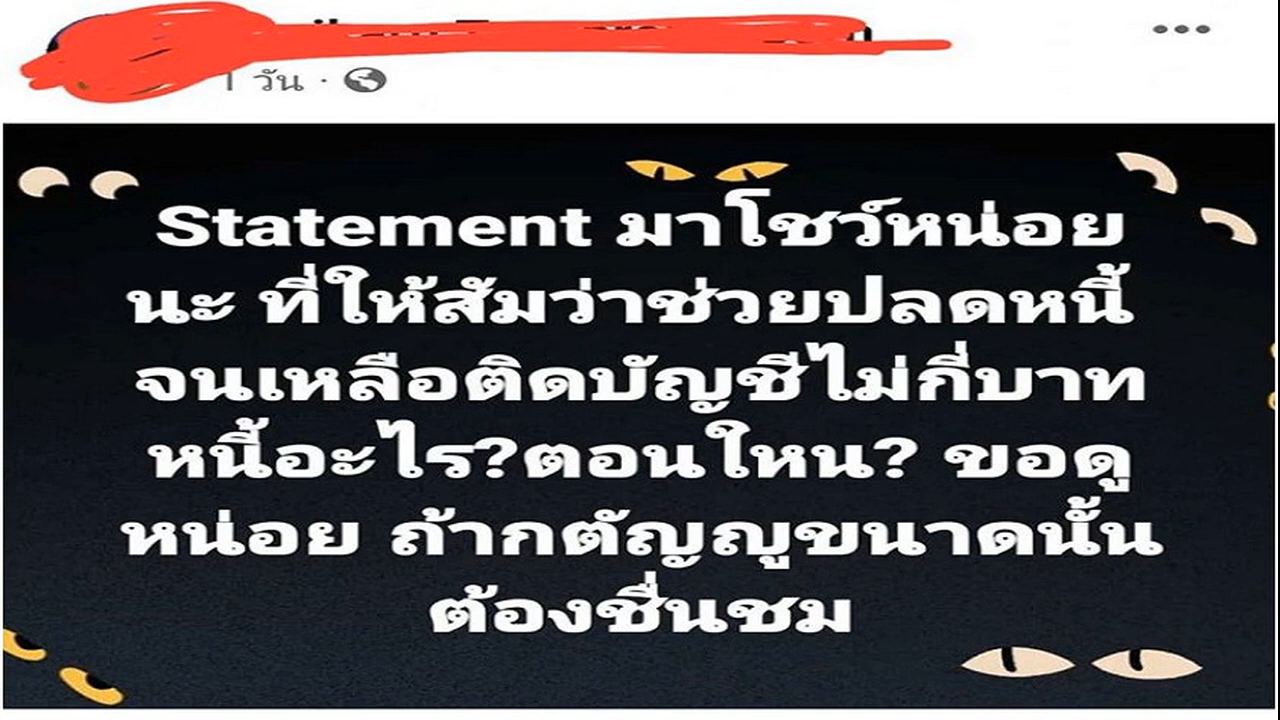 1 วัน ·
Statement มาโชว์หน่อย
นะ ที่ให้ส้มว่าช่วยปลดหนี้
จนเหลือติดบัญชีไม่กี่บาท
หนี้อะไร?ตอนใหน? ขอดู
หน่อย ถ้ากตัญญูขนาดนั้น
ต้องชื่นชม